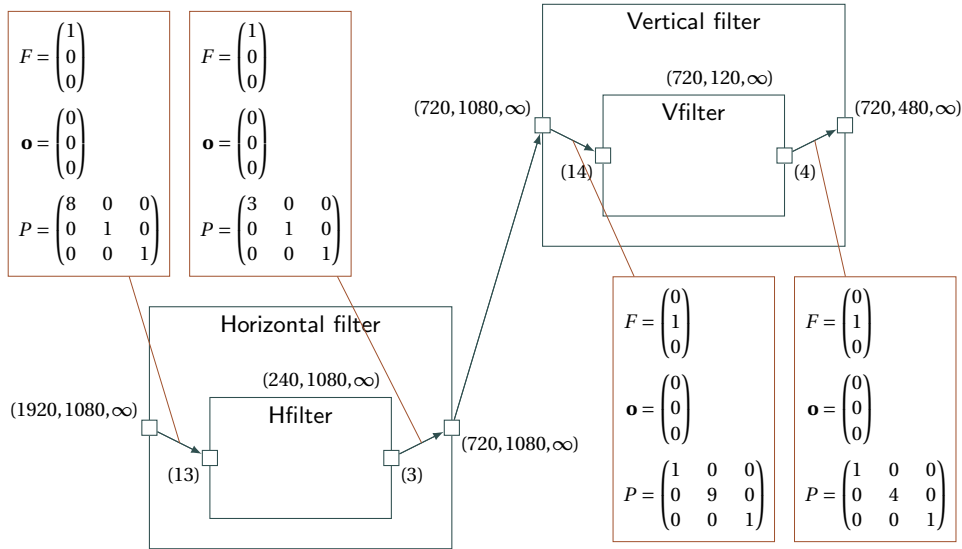 F = (1 0 0)
o = (0 0 0)
P = (8 0 0
0 1 0
0 0 1)
F = (1 0 0)
o = (0 0 0)
P = (3 0 0
0 1 0
0 0 1)
Horizontal filter
(240,1080,∞)
Hfilter
(1920,1080,∞)
(13)
(3)
(720,1080,∞)
Vertical filter
(720,120,∞)
Vfilter
(720,1080,∞)
(720,480,∞)
(14)
(4)
F = (0 1 0)
o = (0 0 0)
P = (1 0 0
0 9 0
0 0 1)
F = (0 1 0)
o = (0 0 0)
P = (1 0 0
0 4 0
0 0 1)